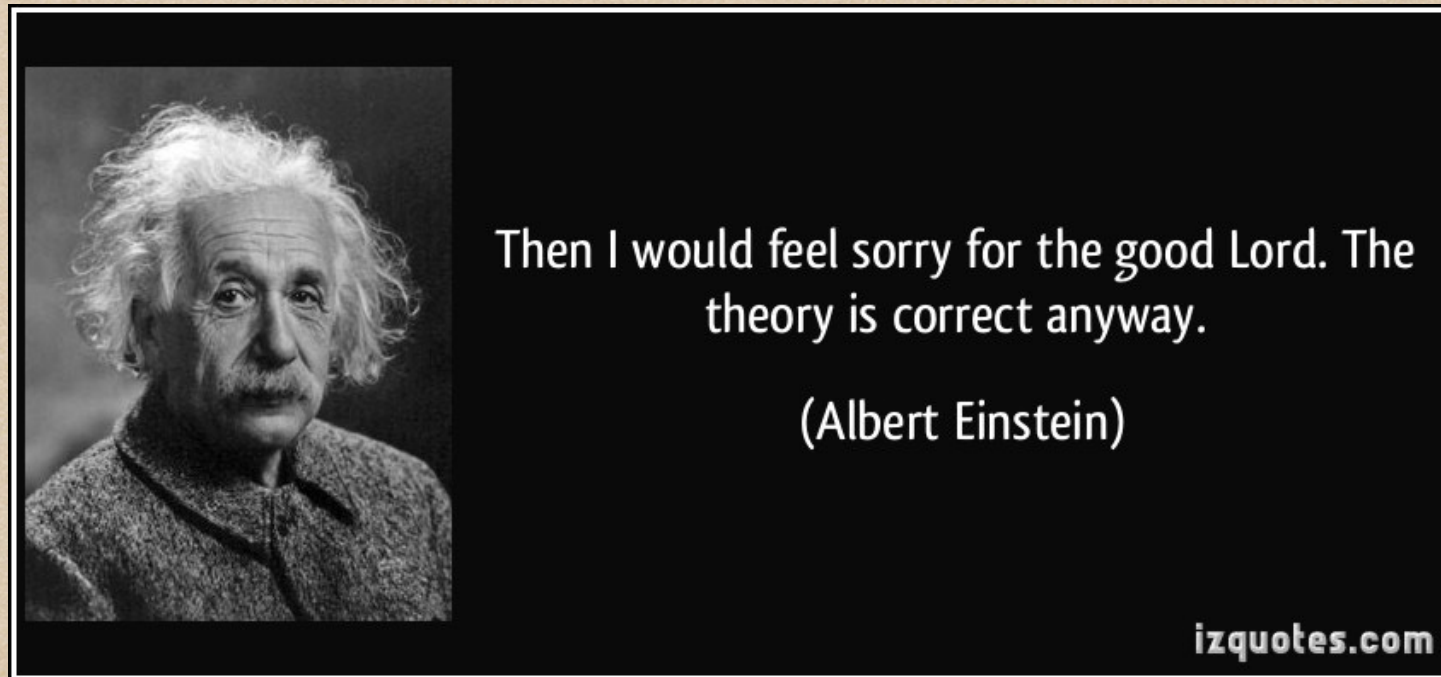 Then I would feel sorry for the good Lord. The
theory is correct anyway.
(Albert Einstein)
izquotes.com